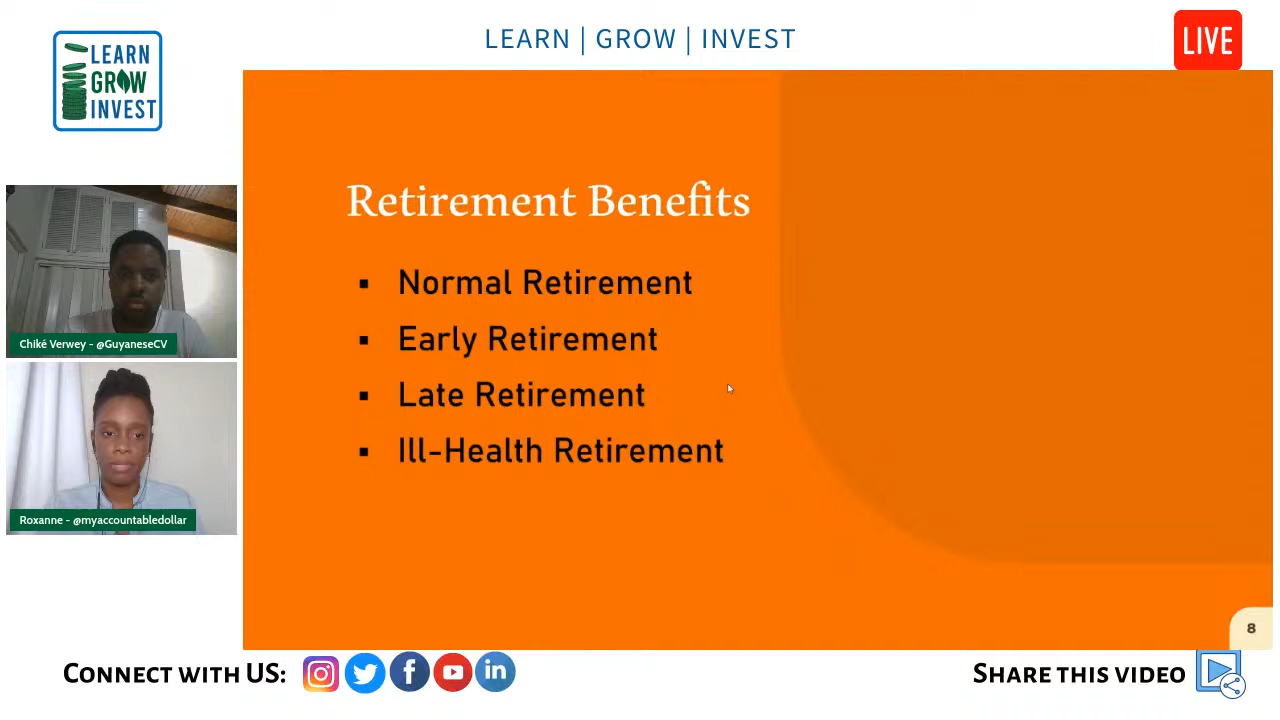 LEARN | GROW | INVEST
LIVE
LEARN
GROW
INVEST
Retirement Benefits
▪ Normal Retirement
▪ Early Retirement
▪ Late Retirement
▪ Ill-Health Retirement
Chiké Verwey - @GuyaneseCV
Roxanne - @myaccountabledollar
8
CONNECT WITH US:
in
SHARE THIS VIDEO